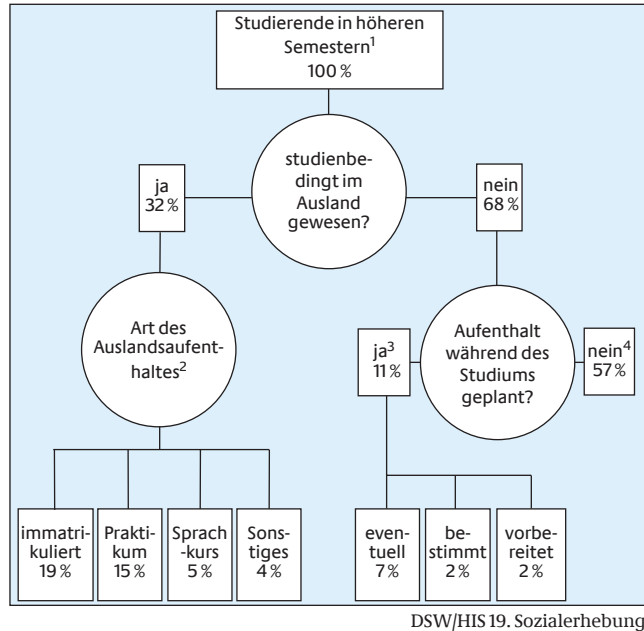 Studierende in höheren
Semestern¹
100 %
studienbe-
dingt im
Ausland
gewesen?
ja
32 %
nein
68 %
Art des
Auslandsaufent-
haltes²
Aufenthalt
während des
Studiums
geplant?
ja³
11 %
nein⁴
57 %
immatri-
kuliert
19 %
Prakti-
kum
15 %
Sprach
-kurs
5 %
Sons-
tiges
4 %
even-
tuell
7 %
be-
stimmt
2 %
vorbe-
reitet
2 %
DSW/HIS 19. Sozialerhebung